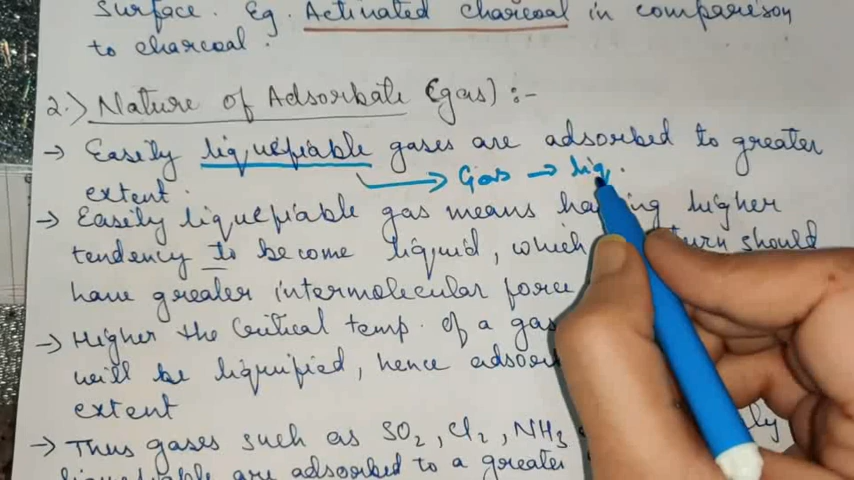 surface. Eg. Activated charcoal in comparison
to charcoal.
2.) Nature of Adsorbate (gas) :-
→ Easily liquefiable gases are adsorbed to greater
→ Gas → liq.
extent.
→ Easily liquefiable gas means having higher
tendency to become liquid, which turn should
have greater intermolecular force
→ Higher the Critical temp. of a gas
will be liquified, hence
extent
→ Thus gases such as SO₂, Cl₂, NH₃
are adsorbed to a greater